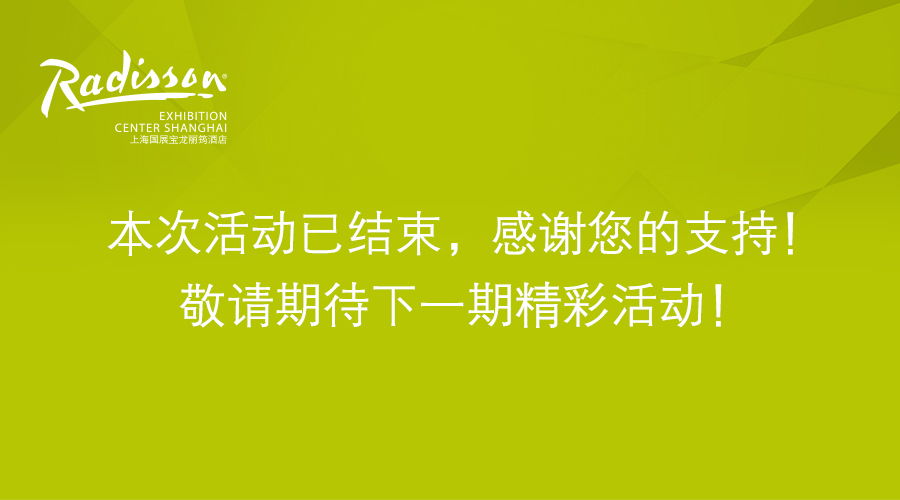 Radisson®
EXHIBITION
CENTER SHANGHAI
上海国展宝龙丽筠酒店
本次活动已结束，感谢您的支持！
敬请期待下一期精彩活动！